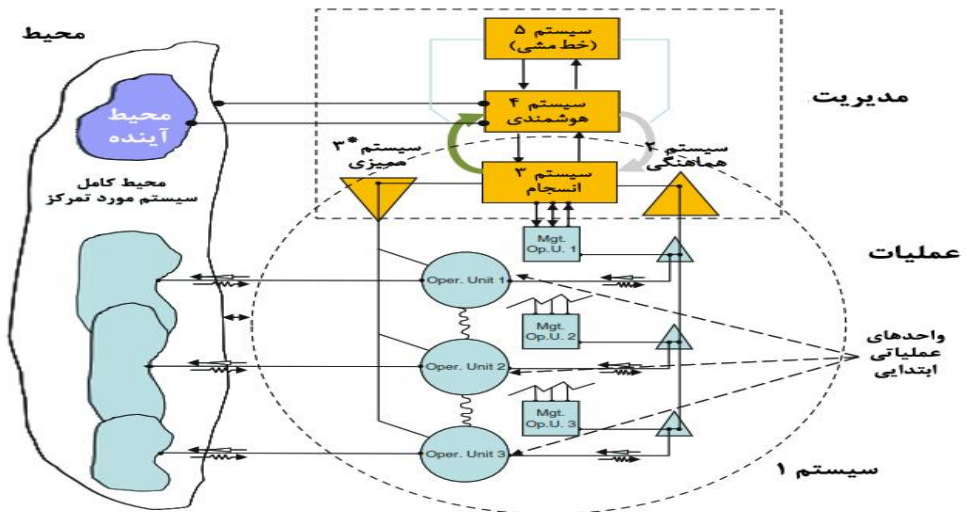 محیط
محیط
آینده
محیط کامل
سیستم مورد تمرکز
سیستم ۵
(خط مشی)
سیستم ۴
هوشمندی
سیستم ۳
انسجام
سیستم ۳*
ممیزی
سیستم ۲
هماهنگی
مدیریت
عملیات
واحدهای
عملیاتی
ابتدایی
سیستم ۱
Mgt.
Op.U. 1
Oper. Unit 1
Mgt.
Op.U. 2
Oper. Unit 2
Mgt.
Op.U. 3
Oper. Unit 3